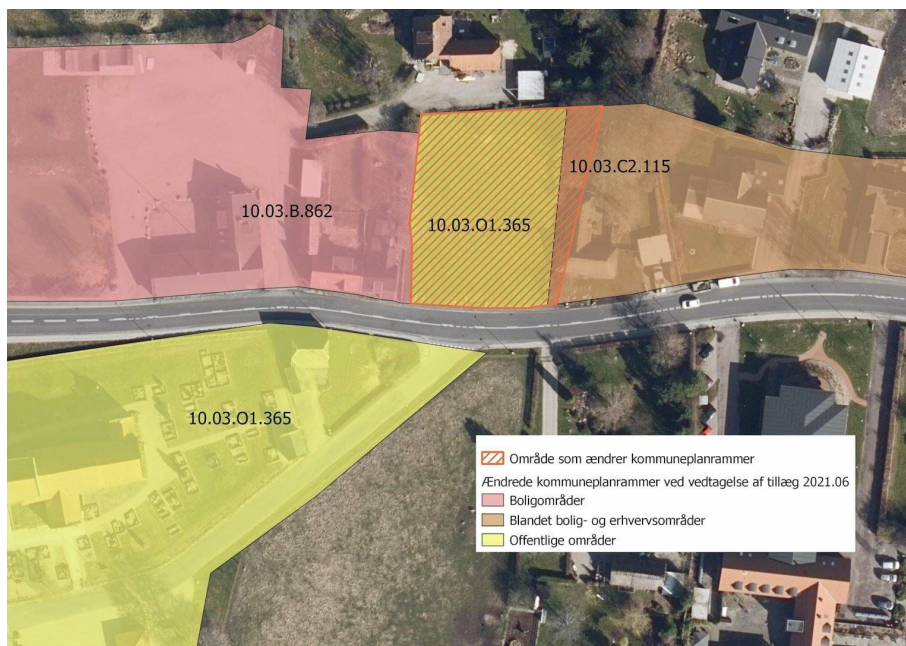 10.03.C2.115
10.03.B.862
10.03.O1.365
10.03.O1.365
Område som ændrer kommuneplanrammer
Ændrede kommuneplanrammer ved vedtagelse af tillæg 2021.06
Boligområder
Blandet bolig- og erhvervsområder
Offentlige områder